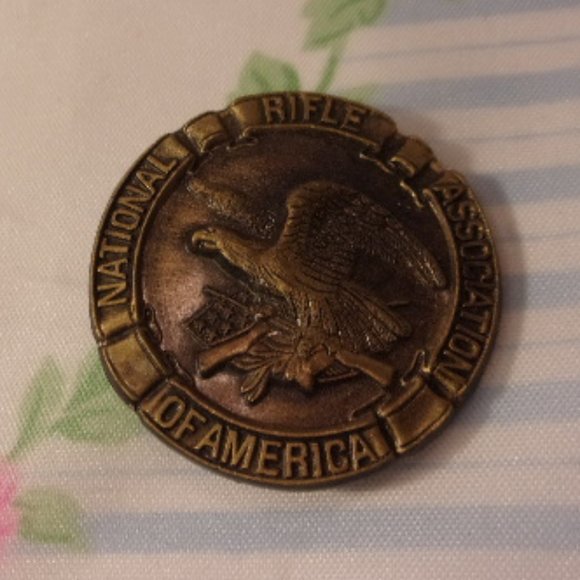 NATIONAL
RIFLE
ASSOCIATION
OF AMERICA